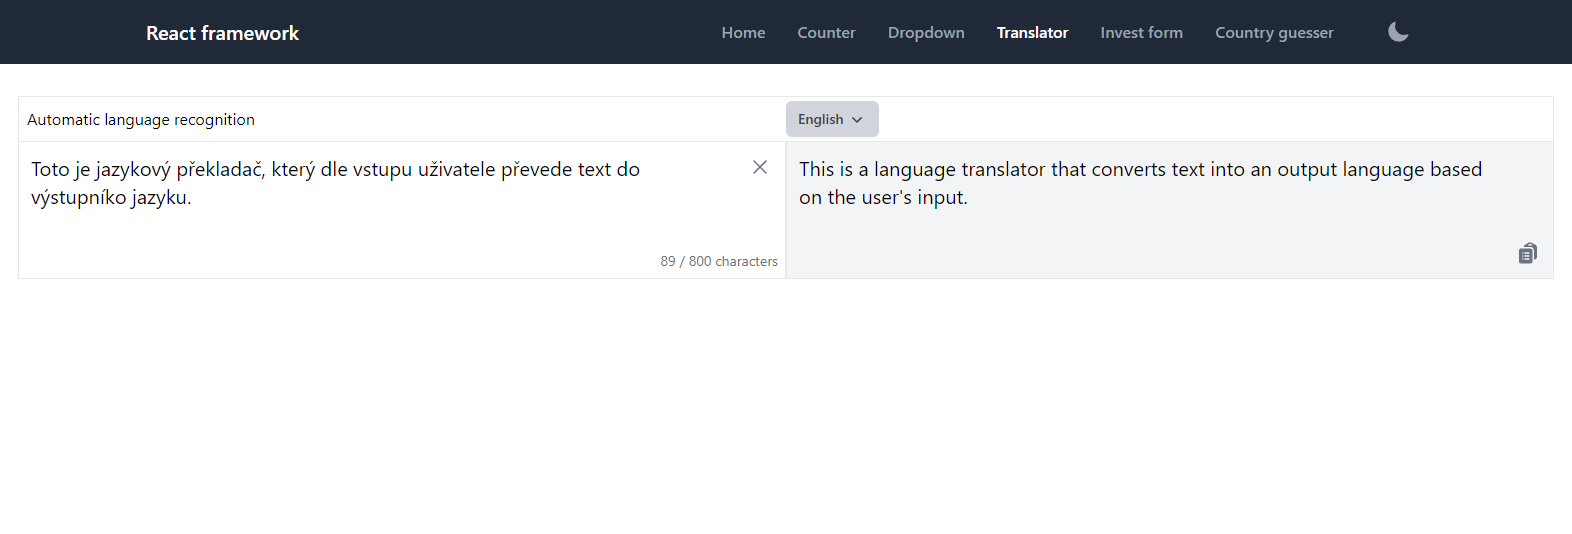 React framework
Home Counter Dropdown Translator Invest form Country guesser
Automatic language recognition
English
Toto je jazykový překladač, který dle vstupu uživatele převede text do
výstupníko jazyku.
89 / 800 characters
This is a language translator that converts text into an output language based
on the user's input.